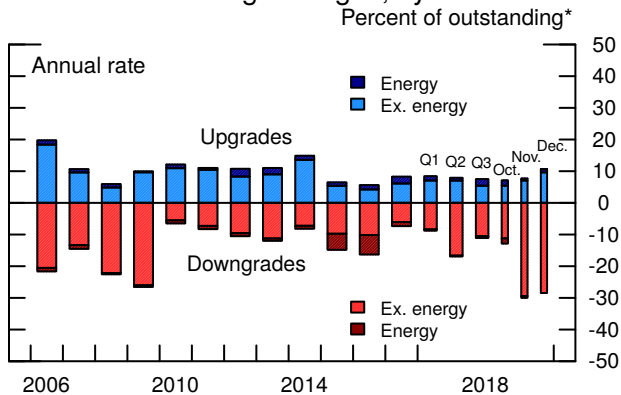 Percent of outstanding*
Annual rate
Energy
Ex. energy
Upgrades
Q1
Q2
Q3
Oct.
Nov.
Dec.
Downgrades
Ex. energy
Energy
50
40
30
20
10
0
-10
-20
-30
-40
-50
2006
2010
2014
2018